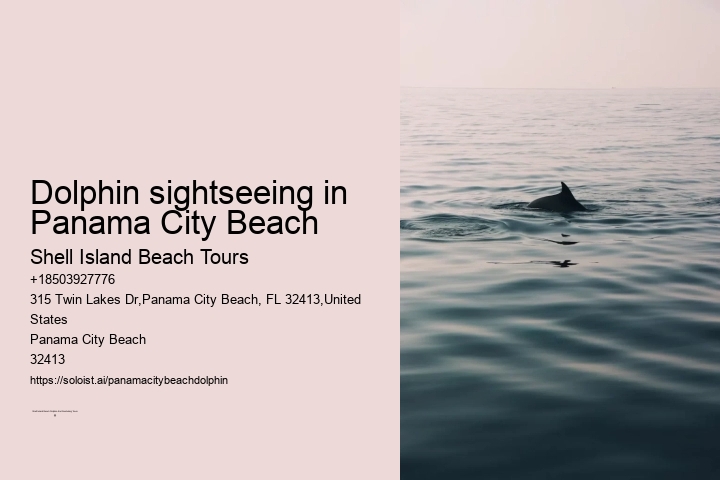 Dolphin sightseeing in
Panama City Beach
Shell Island Beach Tours
+18503927776
315 Twin Lakes Dr,Panama City Beach, FL 32413,United
States
Panama City Beach
32413
https://soloist.ai/panamacitybeachdolphin